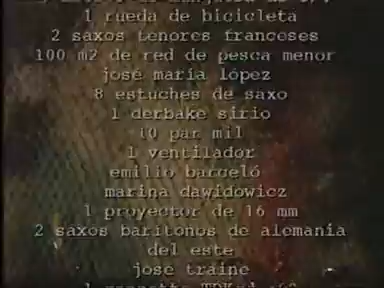 1 rueda de bicicleta
2 saxos tenores franceses
100 m2 de red de pesca menor
josé maría lópez
8 estuches de saxo
1 derbake sirio
10 par mil
1 ventilador
emilio barceló
marina dawidowicz
1 proyector de 16 mm
2 saxos barítonos de alemania
del este
josé traine